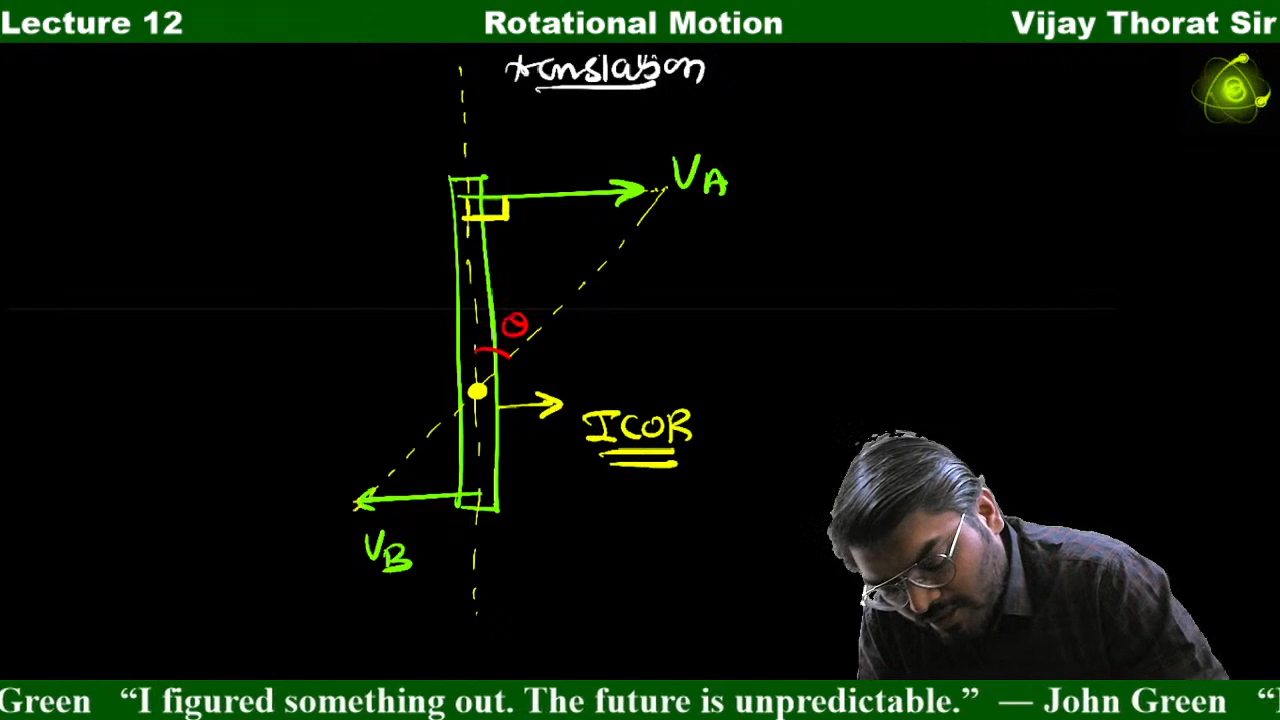 Lecture 12 Rotational Motion Vijay Thorat Sir
translation
VA
θ
ICOR
VB
Green “I figured something out. The future is unpredictable.” — John Green “I